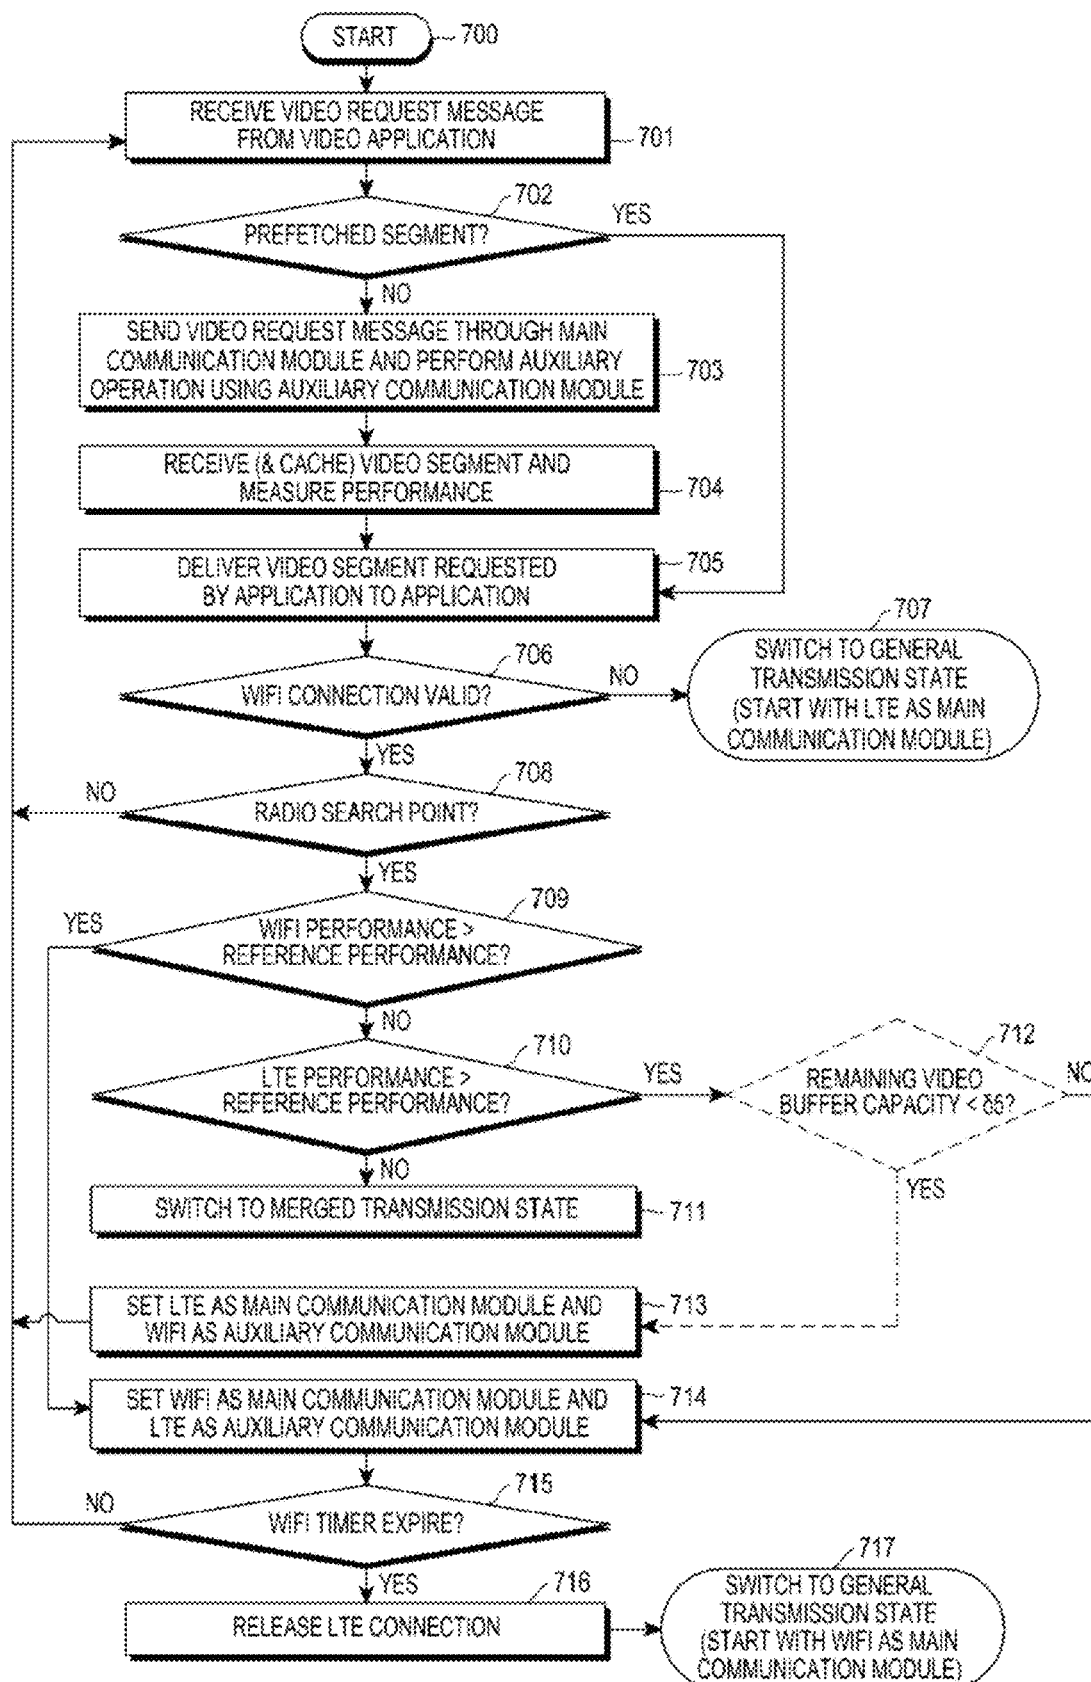 START
700
RECEIVE VIDEO REQUEST MESSAGE
FROM VIDEO APPLICATION
701
702
PREFETCHED SEGMENT?
YES
NO
SEND VIDEO REQUEST MESSAGE THROUGH MAIN
COMMUNICATION MODULE AND PERFORM AUXILIARY
OPERATION USING AUXILIARY COMMUNICATION MODULE
703
RECEIVE (& CACHE) VIDEO SEGMENT AND
MEASURE PERFORMANCE
704
DELIVER VIDEO SEGMENT REQUESTED
BY APPLICATION TO APPLICATION
705
706
WIFI CONNECTION VALID?
NO
YES
707
SWITCH TO GENERAL
TRANSMISSION STATE
(START WITH LTE AS MAIN
COMMUNICATION MODULE)
708
RADIO SEARCH POINT?
NO
YES
709
WIFI PERFORMANCE >
REFERENCE PERFORMANCE?
YES
NO
710
LTE PERFORMANCE >
REFERENCE PERFORMANCE?
YES
NO
712
REMAINING VIDEO
BUFFER CAPACITY < δ5?
NO
YES
SWITCH TO MERGED TRANSMISSION STATE
711
SET LTE AS MAIN COMMUNICATION MODULE AND
WIFI AS AUXILIARY COMMUNICATION MODULE
713
SET WIFI AS MAIN COMMUNICATION MODULE AND
LTE AS AUXILIARY COMMUNICATION MODULE
714
715
WIFI TIMER EXPIRE?
NO
YES
716
RELEASE LTE CONNECTION
717
SWITCH TO GENERAL
TRANSMISSION STATE
(START WITH WIFI AS MAIN
COMMUNICATION MODULE)